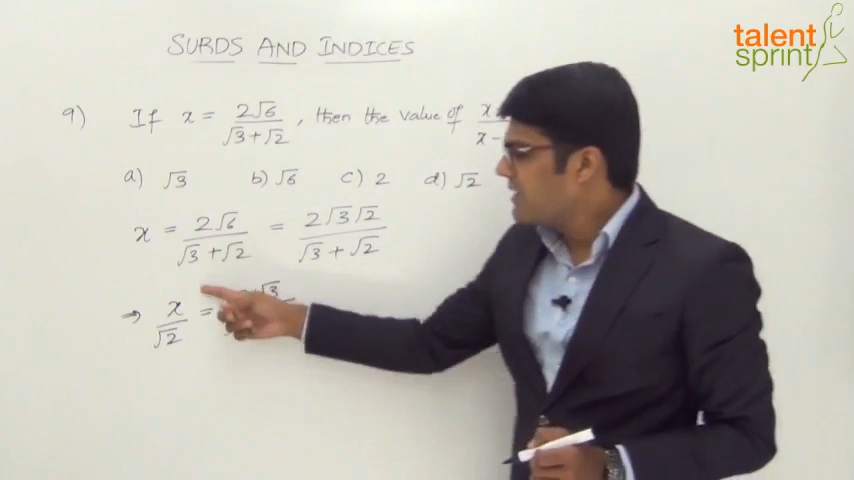 talent
sprint
SURDS AND INDICES
9) If x = 2√6 / √3+√2 , then the value of x / x-
a) √3 b) √6 c) 2 d) √2
x = 2√6 / √3+√2 = 2√3√2 / √3+√2
⇒ x / √2 = √3